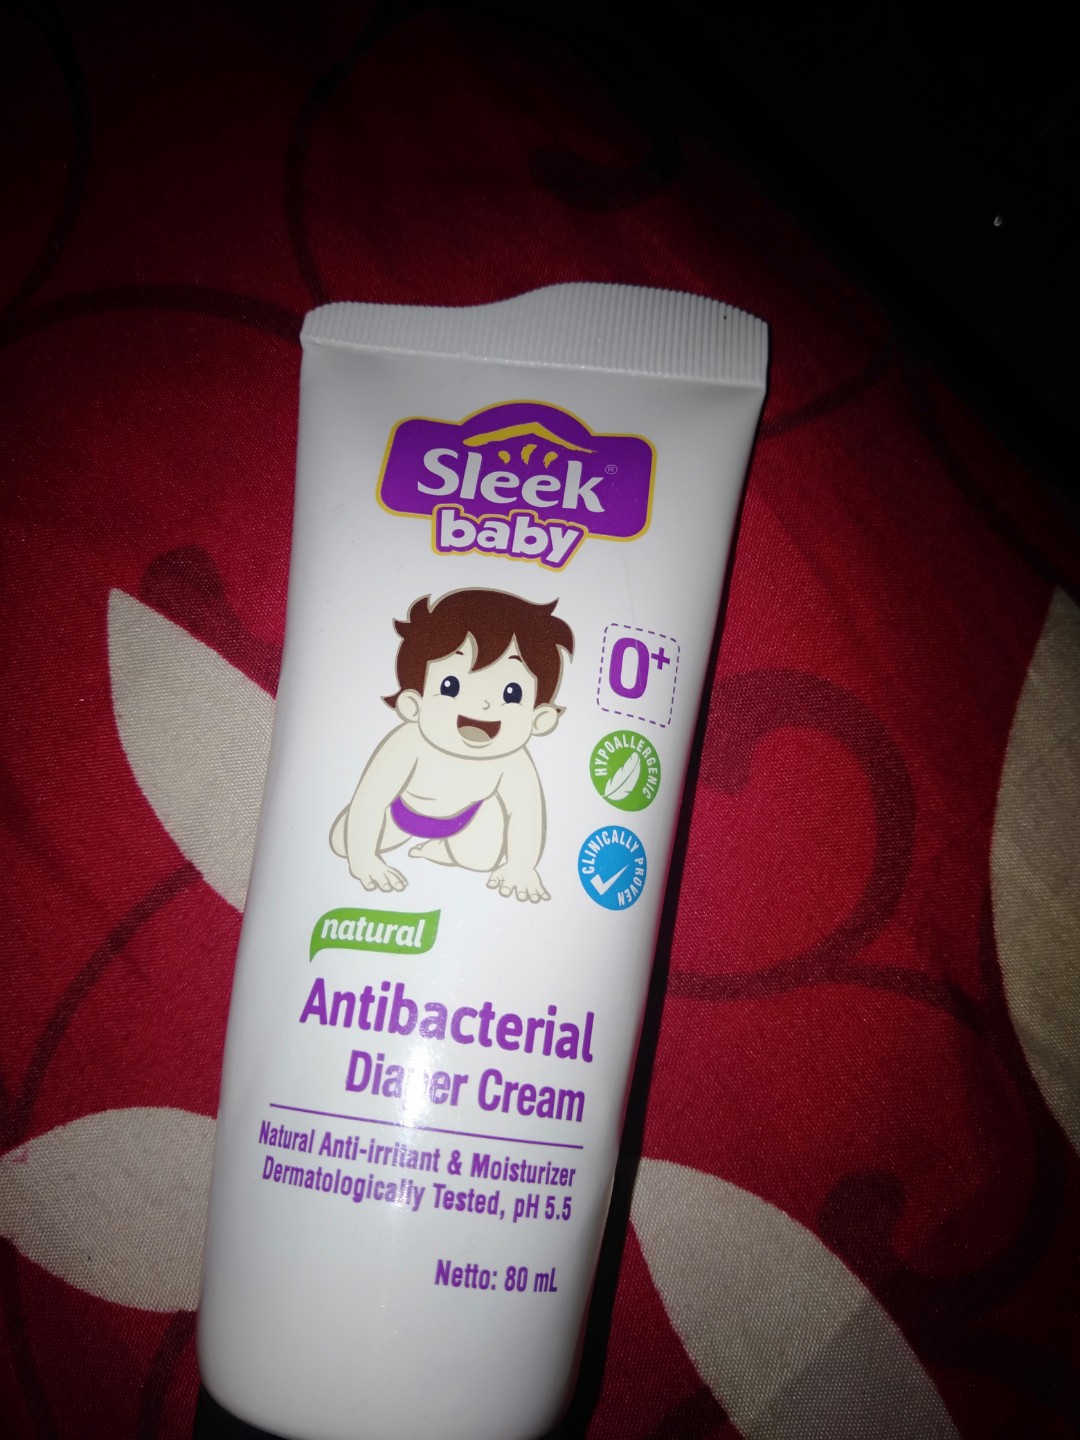 Sleek®
baby
0+
HYPOALLERGENIC
CLINICALLY PROVEN
natural
Antibacterial
Diaper Cream
Natural Anti-irritant & Moisturizer
Dermatologically Tested, pH 5.5
Netto: 80 mL